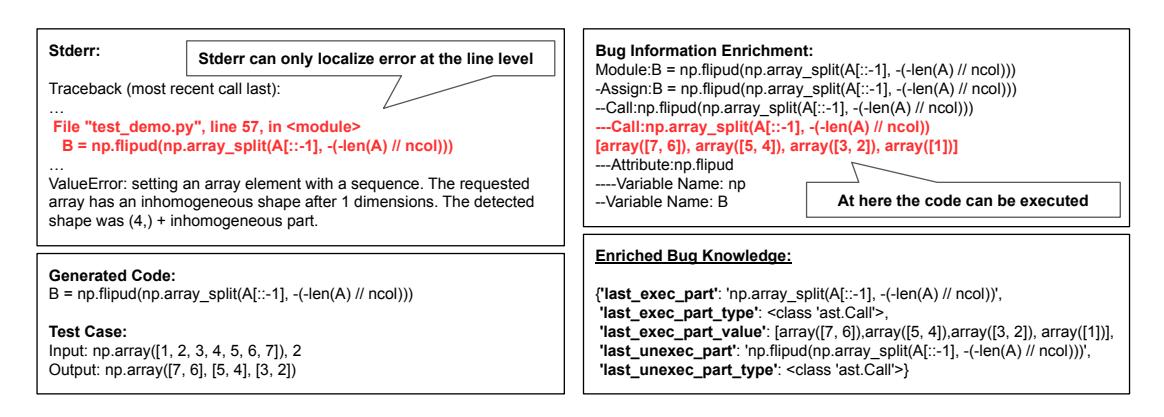 Stderr:
Stderr can only localize error at the line level
Traceback (most recent call last):
…
File "test_demo.py", line 57, in <module>
B = np.flipud(np.array_split(A[::-1], -(-len(A) // ncol)))
…
ValueError: setting an array element with a sequence. The requested
array has an inhomogeneous shape after 1 dimensions. The detected
shape was (4,) + inhomogeneous part.
Generated Code:
B = np.flipud(np.array_split(A[::-1], -(-len(A) // ncol)))
Test Case:
Input: np.array([1, 2, 3, 4, 5, 6, 7]), 2
Output: np.array([7, 6], [5, 4], [3, 2])
Bug Information Enrichment:
Module:B = np.flipud(np.array_split(A[::-1], -(-len(A) // ncol)))
-Assign:B = np.flipud(np.array_split(A[::-1], -(-len(A) // ncol)))
--Call:np.flipud(np.array_split(A[::-1], -(-len(A) // ncol)))
---Call:np.array_split(A[::-1], -(-len(A) // ncol))
[array([7, 6]), array([5, 4]), array([3, 2]), array([1])]
---Attribute:np.flipud
----Variable Name: np
--Variable Name: B
At here the code can be executed
Enriched Bug Knowledge:
{'last_exec_part': 'np.array_split(A[::-1], -(-len(A) // ncol))',
'last_exec_part_type': <class 'ast.Call'>,
'last_exec_part_value': [array([7, 6]),array([5, 4]),array([3, 2]), array([1])],
'last_unexec_part': 'np.flipud(np.array_split(A[::-1], -(-len(A) // ncol)))',
'last_unexec_part_type': <class 'ast.Call'>}